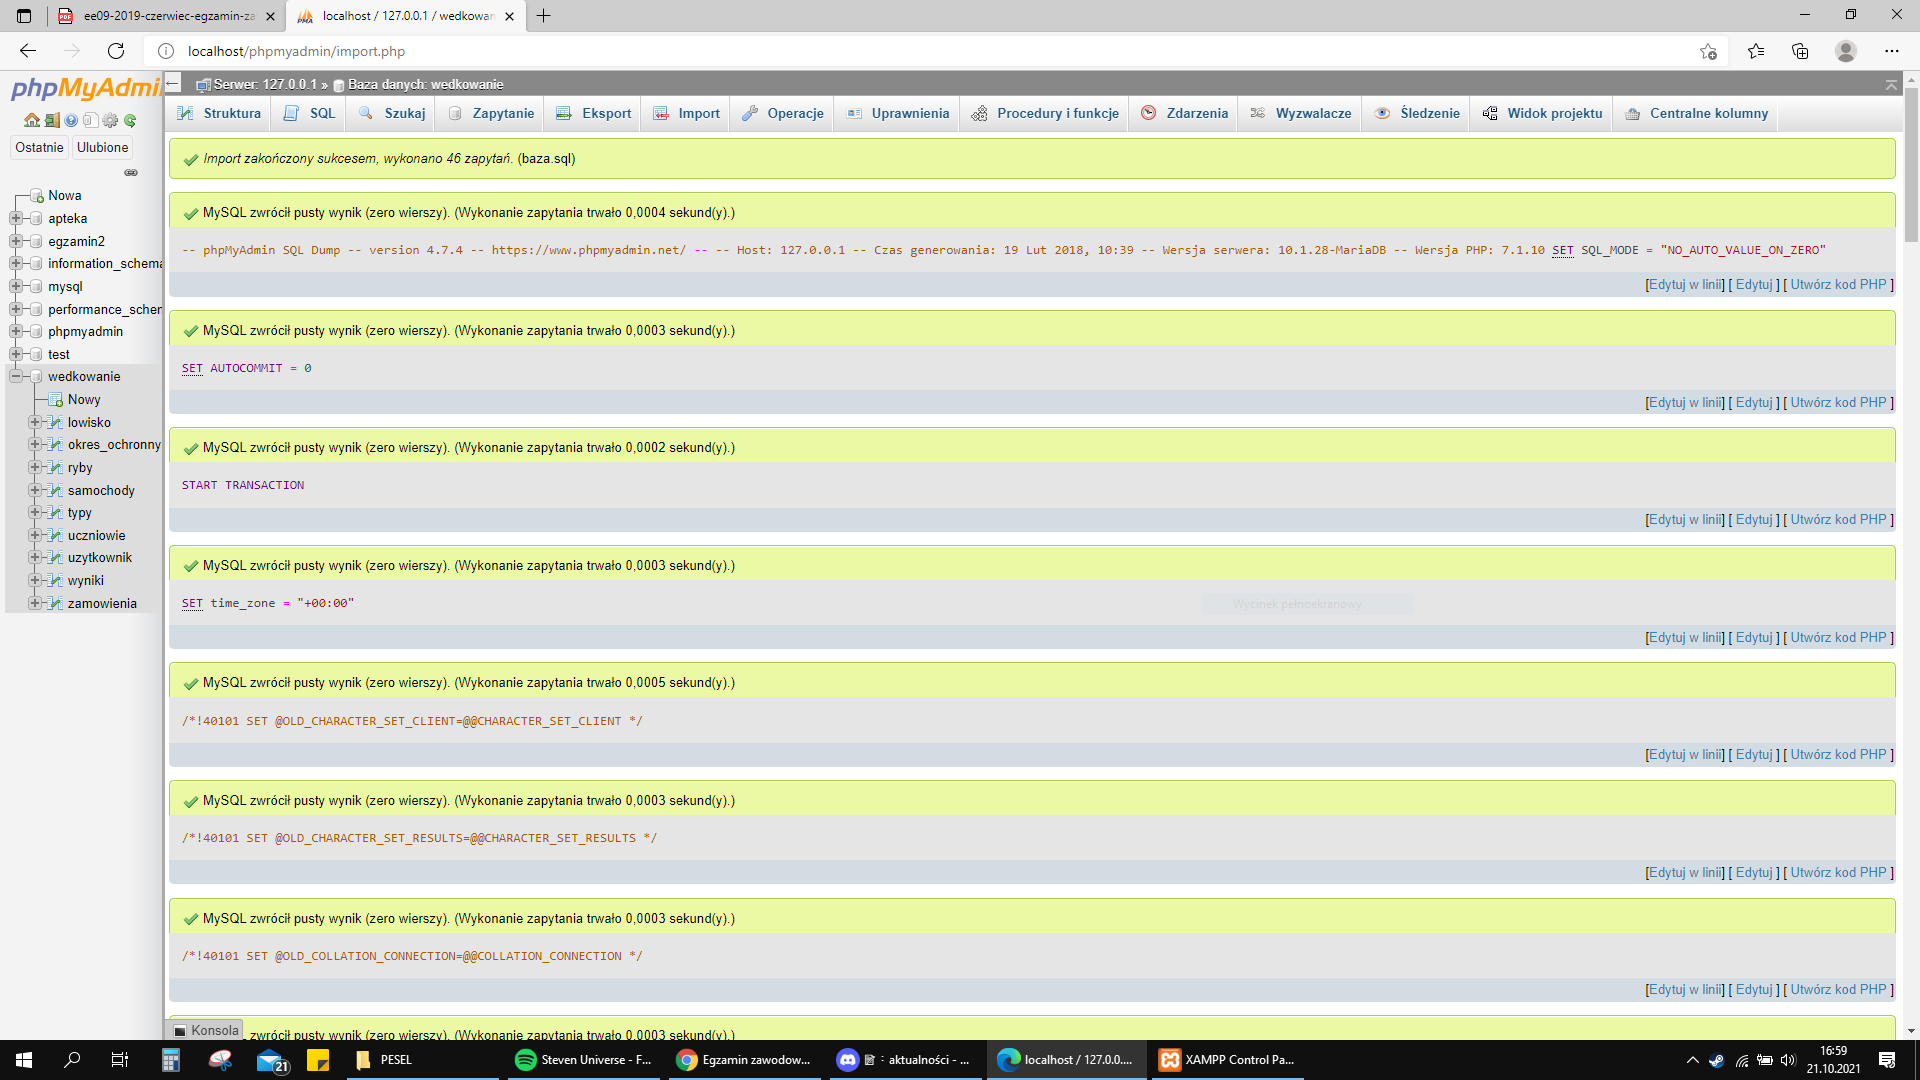 ee09-2019-czerwiec-egzamin-za
localhost / 127.0.0.1 / wedkowan
localhost/phpmyadmin/import.php
phpMyAdmin
Serwer: 127.0.0.1 » Baza danych: wedkowanie
Struktura SQL Szukaj Zapytanie Eksport Import Operacje Uprawnienia Procedury i funkcje Zdarzenia Wyzwalacze Śledzenie Widok projektu Centralne kolumny
Ostatnie Ulubione
Nowa
apteka
egzamin2
information_schema
mysql
performance_schem
phpmyadmin
test
wedkowanie
Nowy
lowisko
okres_ochronny
ryby
samochody
typy
uczniowie
uzytkownik
wyniki
zamowienia
Import zakończony sukcesem, wykonano 46 zapytań. (baza.sql)
MySQL zwrócił pusty wynik (zero wierszy). (Wykonanie zapytania trwało 0,0004 sekund(y).)
-- phpMyAdmin SQL Dump -- version 4.7.4 -- https://www.phpmyadmin.net/ -- -- Host: 127.0.0.1 -- Czas generowania: 19 Lut 2018, 10:39 -- Wersja serwera: 10.1.28-MariaDB -- Wersja PHP: 7.1.10 SET SQL_MODE = "NO_AUTO_VALUE_ON_ZERO"
[Edytuj w linii] [ Edytuj ] [ Utwórz kod PHP ]
MySQL zwrócił pusty wynik (zero wierszy). (Wykonanie zapytania trwało 0,0003 sekund(y).)
SET AUTOCOMMIT = 0
[Edytuj w linii] [ Edytuj ] [ Utwórz kod PHP ]
MySQL zwrócił pusty wynik (zero wierszy). (Wykonanie zapytania trwało 0,0002 sekund(y).)
START TRANSACTION
[Edytuj w linii] [ Edytuj ] [ Utwórz kod PHP ]
MySQL zwrócił pusty wynik (zero wierszy). (Wykonanie zapytania trwało 0,0003 sekund(y).)
SET time_zone = "+00:00"
Wycinek pełnoekranowy
[Edytuj w linii] [ Edytuj ] [ Utwórz kod PHP ]
MySQL zwrócił pusty wynik (zero wierszy). (Wykonanie zapytania trwało 0,0005 sekund(y).)
/*!40101 SET @OLD_CHARACTER_SET_CLIENT=@@CHARACTER_SET_CLIENT */
[Edytuj w linii] [ Edytuj ] [ Utwórz kod PHP ]
MySQL zwrócił pusty wynik (zero wierszy). (Wykonanie zapytania trwało 0,0003 sekund(y).)
/*!40101 SET @OLD_CHARACTER_SET_RESULTS=@@CHARACTER_SET_RESULTS */
[Edytuj w linii] [ Edytuj ] [ Utwórz kod PHP ]
MySQL zwrócił pusty wynik (zero wierszy). (Wykonanie zapytania trwało 0,0003 sekund(y).)
/*!40101 SET @OLD_COLLATION_CONNECTION=@@COLLATION_CONNECTION */
[Edytuj w linii] [ Edytuj ] [ Utwórz kod PHP ]
Konsola
zwrócił pusty wynik (zero wierszy). (Wykonanie zapytania trwało 0,0003 sekund(y).)
21
PESEL
Steven Universe - F...
Egzamin zawodow...
: aktualności - ...
localhost / 127.0.0....
XAMPP Control Pa...
16:59
21.10.2021